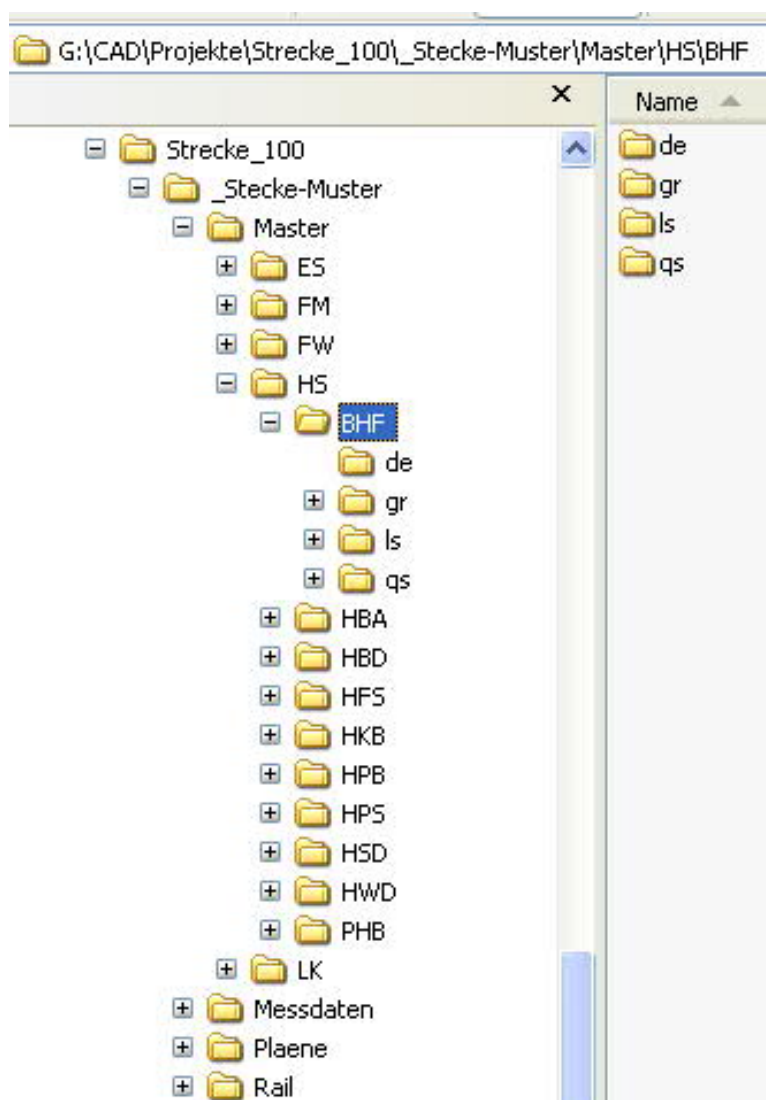 G:\CAD\Projekte\Strecke_100\_Stecke-Muster\Master\HS\BHF
Strecke_100
_Stecke-Muster
Master
ES
FM
FW
HS
BHF
de
gr
ls
qs
HBA
HBD
HFS
HKB
HPB
HPS
HSD
HWD
PHB
LK
Messdaten
Plaene
Rail
Name
de
gr
ls
qs